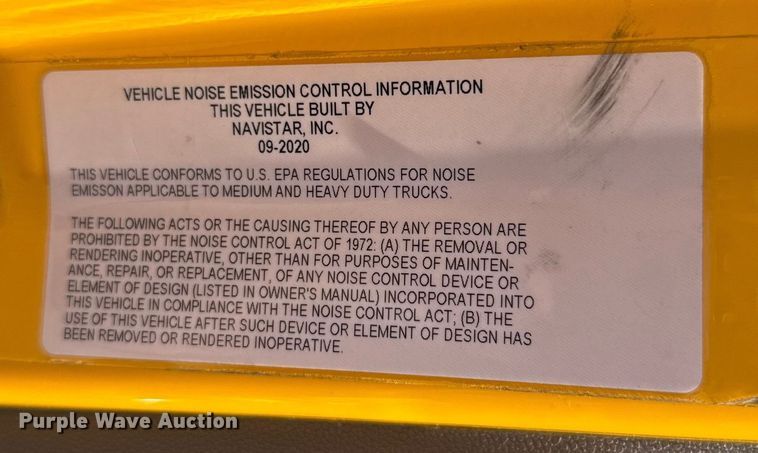 VEHICLE NOISE EMISSION CONTROL INFORMATION
THIS VEHICLE BUILT BY
NAVISTAR, INC.
09-2020
THIS VEHICLE CONFORMS TO U.S. EPA REGULATIONS FOR NOISE
EMISSON APPLICABLE TO MEDIUM AND HEAVY DUTY TRUCKS.
THE FOLLOWING ACTS OR THE CAUSING THEREOF BY ANY PERSON ARE
PROHIBITED BY THE NOISE CONTROL ACT OF 1972: (A) THE REMOVAL OR
RENDERING INOPERATIVE, OTHER THAN FOR PURPOSES OF MAINTEN-
ANCE, REPAIR, OR REPLACEMENT, OF ANY NOISE CONTROL DEVICE OR
ELEMENT OF DESIGN (LISTED IN OWNER'S MANUAL) INCORPORATED INTO
THIS VEHICLE IN COMPLIANCE WITH THE NOISE CONTROL ACT; (B) THE
USE OF THIS VEHICLE AFTER SUCH DEVICE OR ELEMENT OF DESIGN HAS
BEEN REMOVED OR RENDERED INOPERATIVE.
Purple Wave Auction